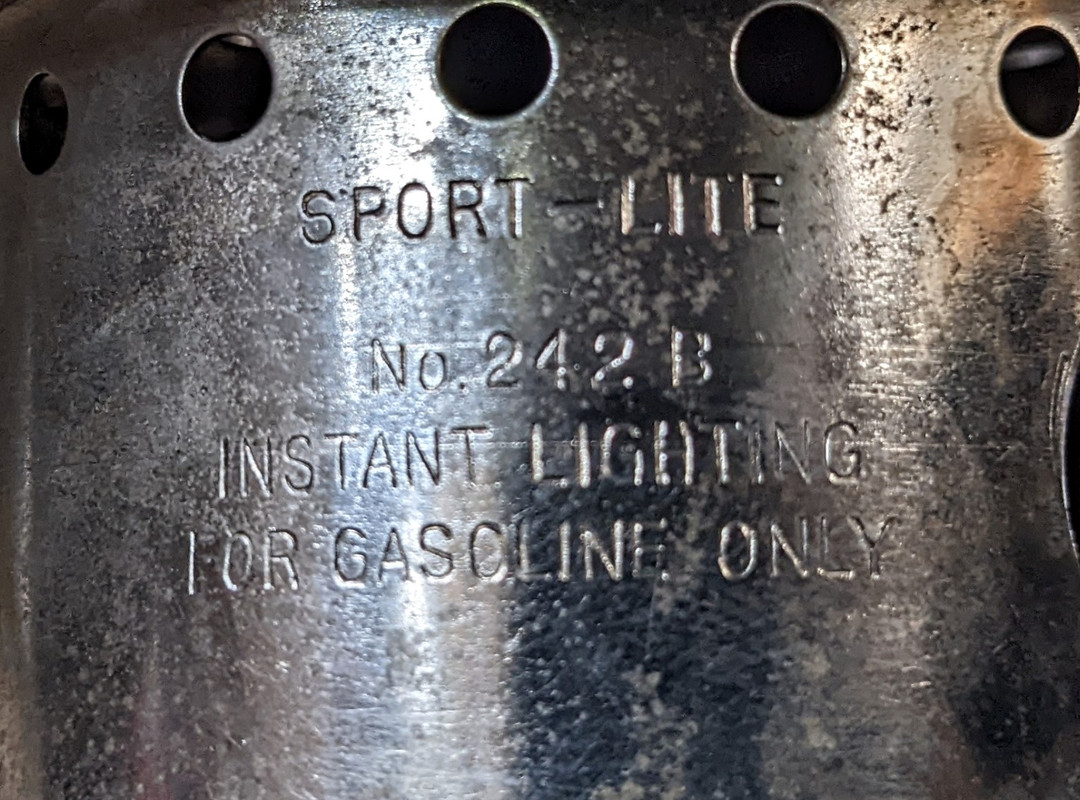 SPORT-LITE
No. 242 B
INSTANT LIGHTING
FOR GASOLINE ONLY